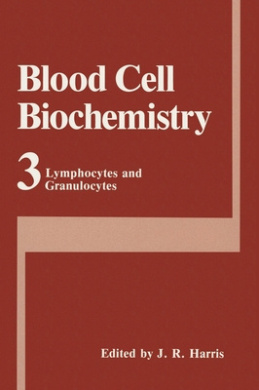 Blood Cell
Biochemistry
3 Lymphocytes and
Granulocytes
Edited by J. R. Harris